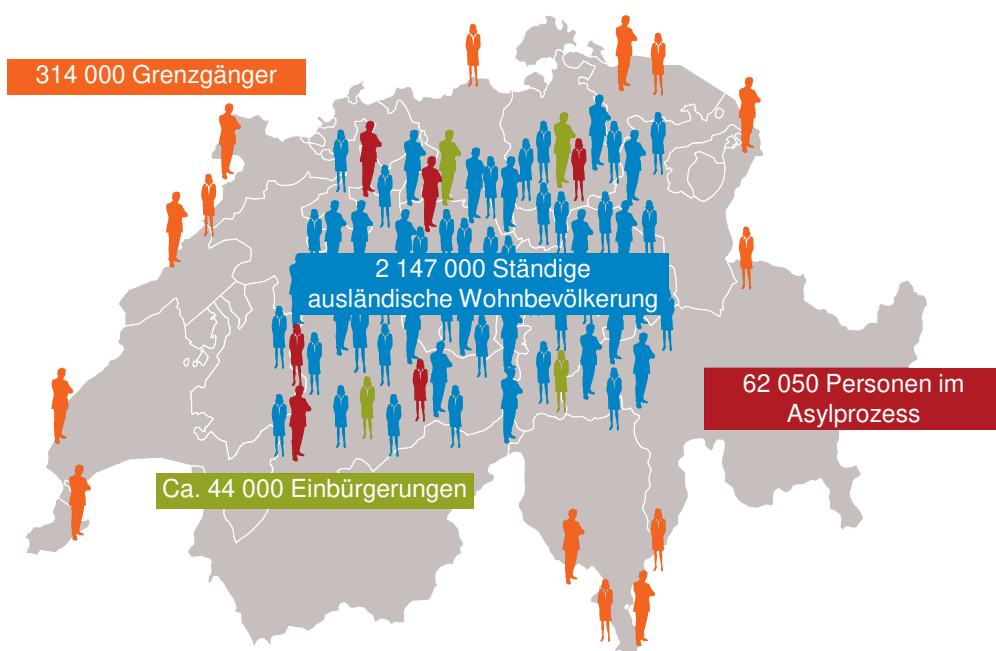 314 000 Grenzgänger
2 147 000 Ständige
ausländische Wohnbevölkerung
62 050 Personen im
Asylprozess
Ca. 44 000 Einbürgerungen